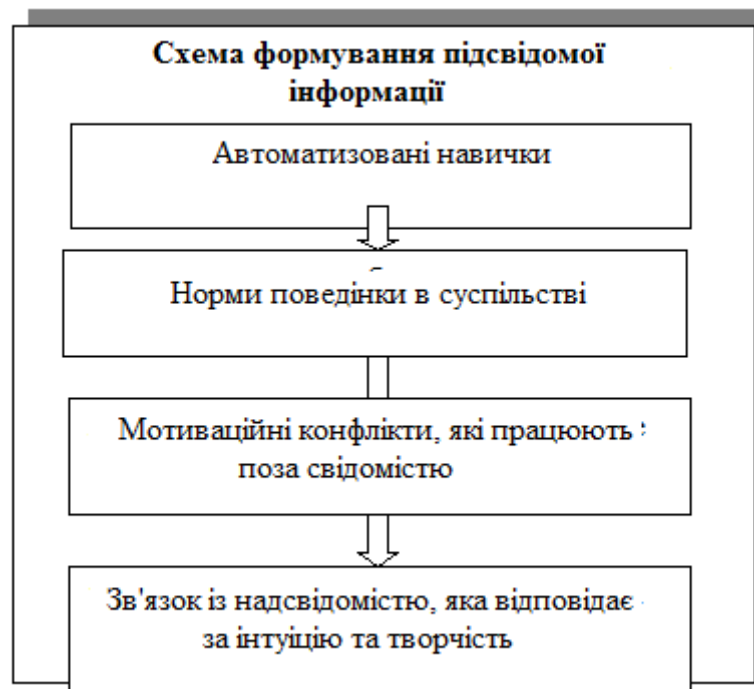 Схема формування підсвідомої
інформації
Автоматизовані навички
Норми поведінки в суспільстві
Мотиваційні конфлікти, які працюють
поза свідомістю
Зв'язок із надсвідомістю, яка відповідає
за інтуіцію та творчість